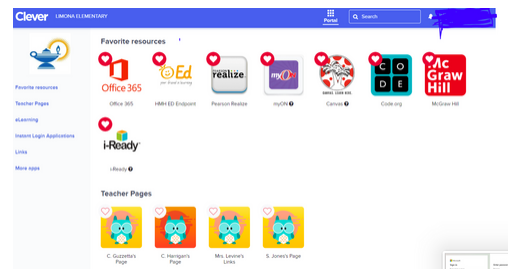 Clever LIMONA ELEMENTARY Portal Search
Favorite resources
Favorite resources
Teacher Pages
eLearning
Instant Login Applications
Links
More apps
Office 365
Ed
realize
myOn
CODE
Mc Graw Hill
Office 365
HMH ED Endpoint
Pearson Realize
myON
Canvas
Code.org
McGraw Hill
i-Ready
i-Ready
Teacher Pages
C. Guzzetta's Page
C. Harrigan's Page
Mrs. Levine's Links
S. Jones's Page